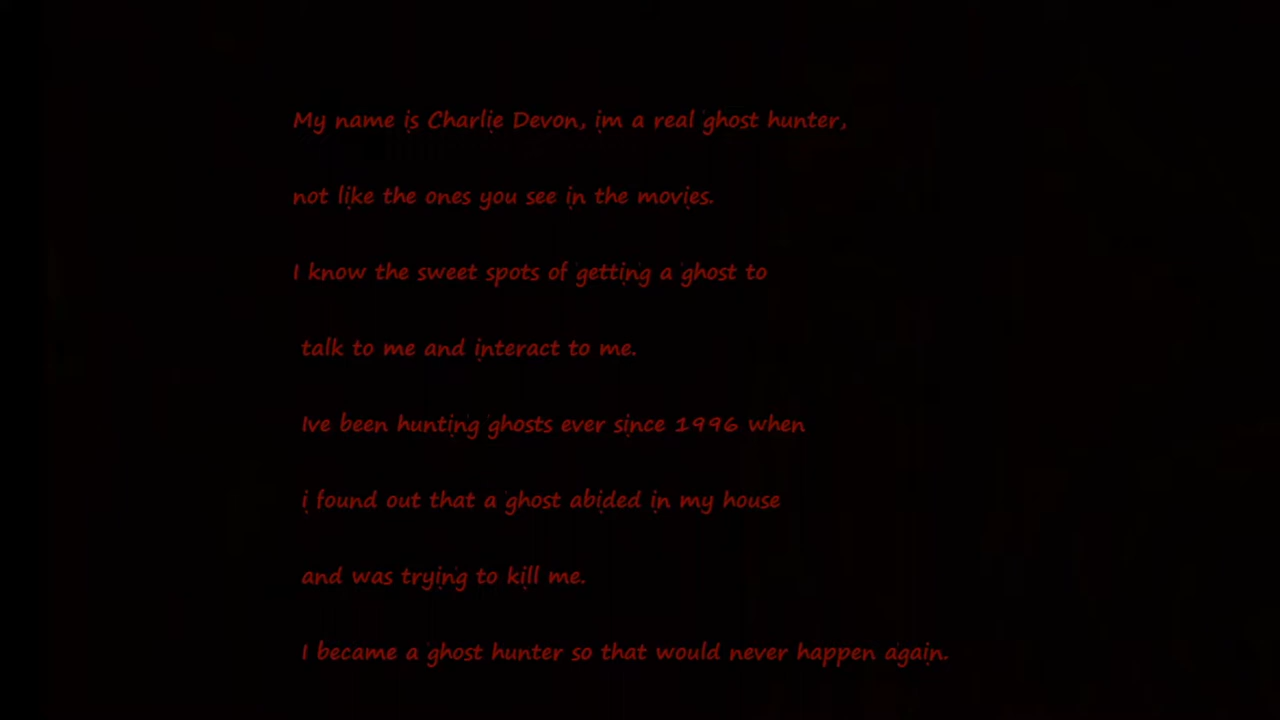 My name is Charlie Devon, im a real ghost hunter,
not like the ones you see in the movies.
I know the sweet spots of getting a ghost to
talk to me and interact to me.
Ive been hunting ghosts ever since 1996 when
i found out that a ghost abided in my house
and was trying to kill me.
I became a ghost hunter so that would never happen again.